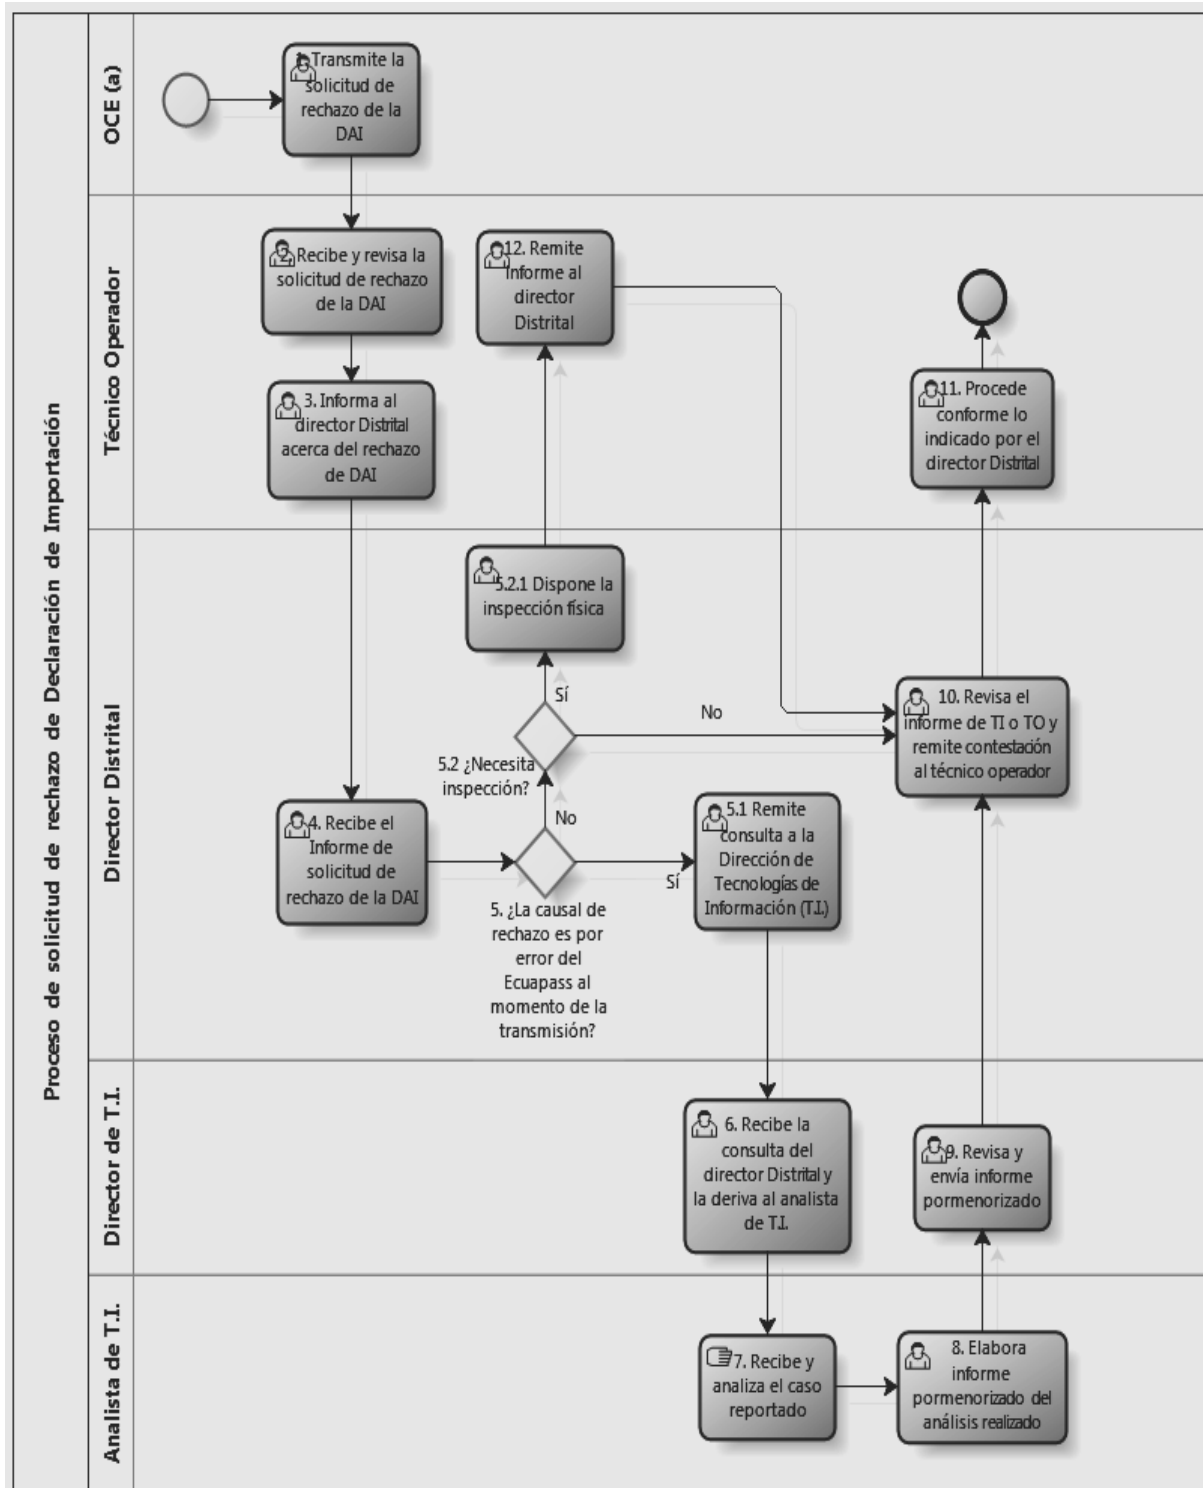 Proceso de solicitud de rechazo de Declaración de Importación
OCE (a)
Transmite la
solicitud de
rechazo de la
DAI
Técnico Operador
2. Recibe y revisa la
solicitud de rechazo
de la DAI
3. Informa al
director Distrital
acerca del rechazo
de DAI
12. Remite
Informe al
director
Distrital
11. Procede
conforme lo
indicado por el
director Distrital
Director Distrital
5.2.1 Dispone la
inspección física
Sí
No
5.2 ¿Necesita
inspección?
No
10. Revisa el
informe de TI o TO y
remite contestación
al técnico operador
4. Recibe el
Informe de
solicitud de
rechazo de la DAI
Sí
5. ¿La causal de
rechazo es por
error del
Ecuapass al
momento de la
transmisión?
5.1 Remite
consulta a la
Dirección de
Tecnologías de
Información (T.I.)
Director de T.I.
6. Recibe la
consulta del
director Distrital y
la deriva al analista
de T.I.
9. Revisa y
envía informe
pormenorizado
Analista de T.I.
7. Recibe y
analiza el caso
reportado
8. Elabora
informe
pormenorizado del
análisis realizado